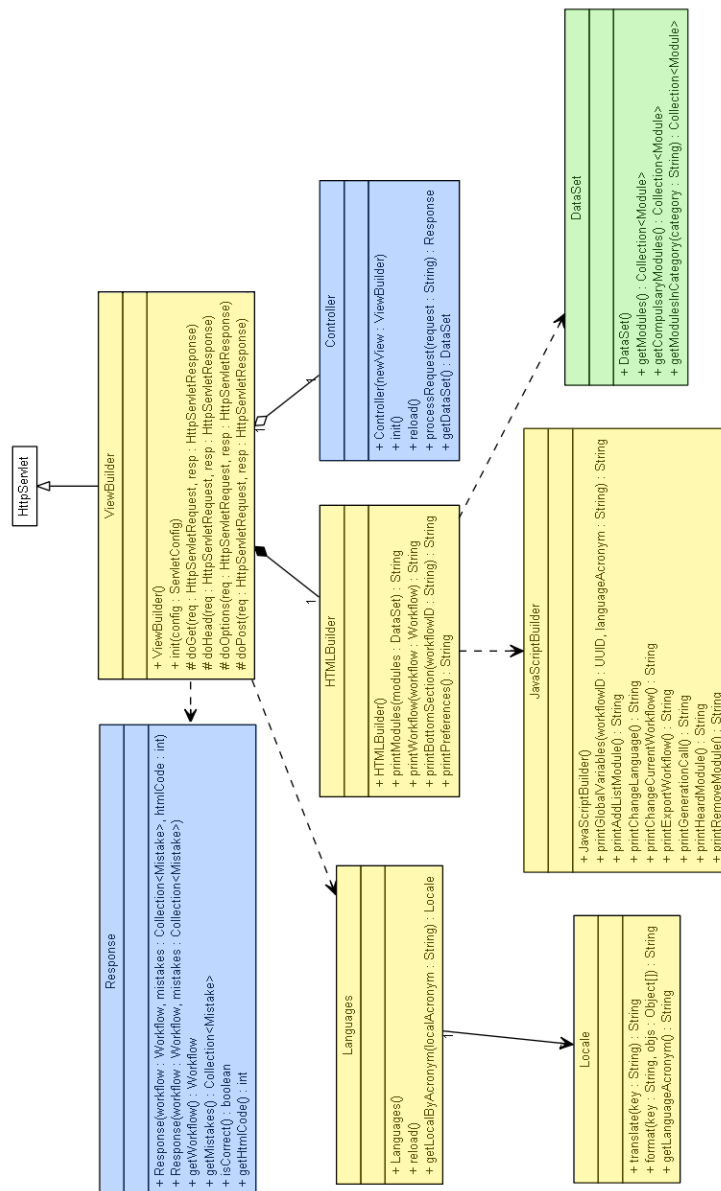 HttpServlet
ViewBuilder
+ ViewBuilder()
+ init(config : ServletConfig)
# doGet(req : HttpServletRequest, resp : HttpServletResponse)
# doHead(req : HttpServletRequest, resp : HttpServletResponse)
# doOptions(req : HttpServletRequest, resp : HttpServletResponse)
# doPost(req : HttpServletRequest, resp : HttpServletResponse)
Response
+ Response(workflow : Workflow, mistakes : Collection<Mistake>, htmlCode : int)
+ Response(workflow : Workflow, mistakes : Collection<Mistake>)
+ getWorkflow() : Workflow
+ getMistakes() : Collection<Mistake>
+ isCorrect() : boolean
+ getHtmlCode() : int
1
1
1
Languages
+ Languages()
+ reload()
+ getLocalByAcronym(localAcronym : String) : Locale
1
HTMLBuilder
+ HTMLBuilder()
+ printModules(modules : DataSet) : String
+ printWorkflow(workflow : Workflow) : String
+ printBottomSection(workflowID : String) : String
+ printPreferences() : String
Controller
+ Controller(newView : ViewBuilder)
+ init()
+ reload()
+ processRequest(request : String) : Response
+ getDataSet() : DataSet
Locale
+ translate(key : String) : String
+ format(key : String, objs : Object[]) : String
+ getLanguageAcronym() : String
JavaScriptBuilder
+ JavaScriptBuilder()
+ printGlobalVariables(workflowID : UUID, languageAcronym : String) : String
+ printAddListModule() : String
+ printChangeLanguage() : String
+ printChangeCurrentWorkflow() : String
+ printExportWorkflow() : String
+ printGenerationCall() : String
+ printHeardModule() : String
+ printRemoveModule() : String
DataSet
+ DataSet()
+ getModules() : Collection<Module>
+ getCompulsaryModules() : Collection<Module>
+ getModulesInCategory(category : String) : Collection<Module>